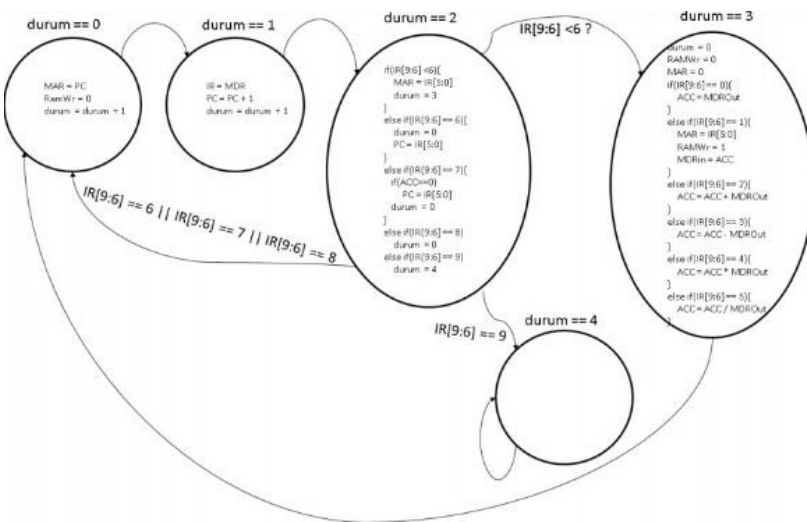 durum == 0
MAR = PC
RamWr = 0
durum = durum + 1
durum == 1
IR = MDR
PC = PC + 1
durum = durum + 1
durum == 2
if(IR[9:6] <6){
MAR = IR[5:0]
durum = 3
}
else if(IR[9:6] == 6){
durum = 0
PC = IR[5:0]
}
else if(IR[9:6] == 7){
if(ACC==0)
PC = IR[5:0]
durum = 0
}
else if(IR[9:6] == 8)
durum = 0
else if(IR[9:6] == 9)
durum = 4
IR[9:6] <6 ?
durum == 3
durum = 0
RAMWr = 0
MAR = 0
if(IR[9:6] == 0){
ACC = MDROut
}
else if(IR[9:6] == 1){
MAR = IR[5:0]
RAMWr = 1
MDRin = ACC
}
else if(IR[9:6] == 2){
ACC = ACC + MDROut
}
else if(IR[9:6] == 3){
ACC = ACC - MDROut
}
else if(IR[9:6] == 4){
ACC = ACC * MDROut
}
else if(IR[9:6] == 5){
ACC = ACC / MDROut
}
IR[9:6] == 6 || IR[9:6] == 7 || IR[9:6] == 8
IR[9:6] == 9
durum == 4